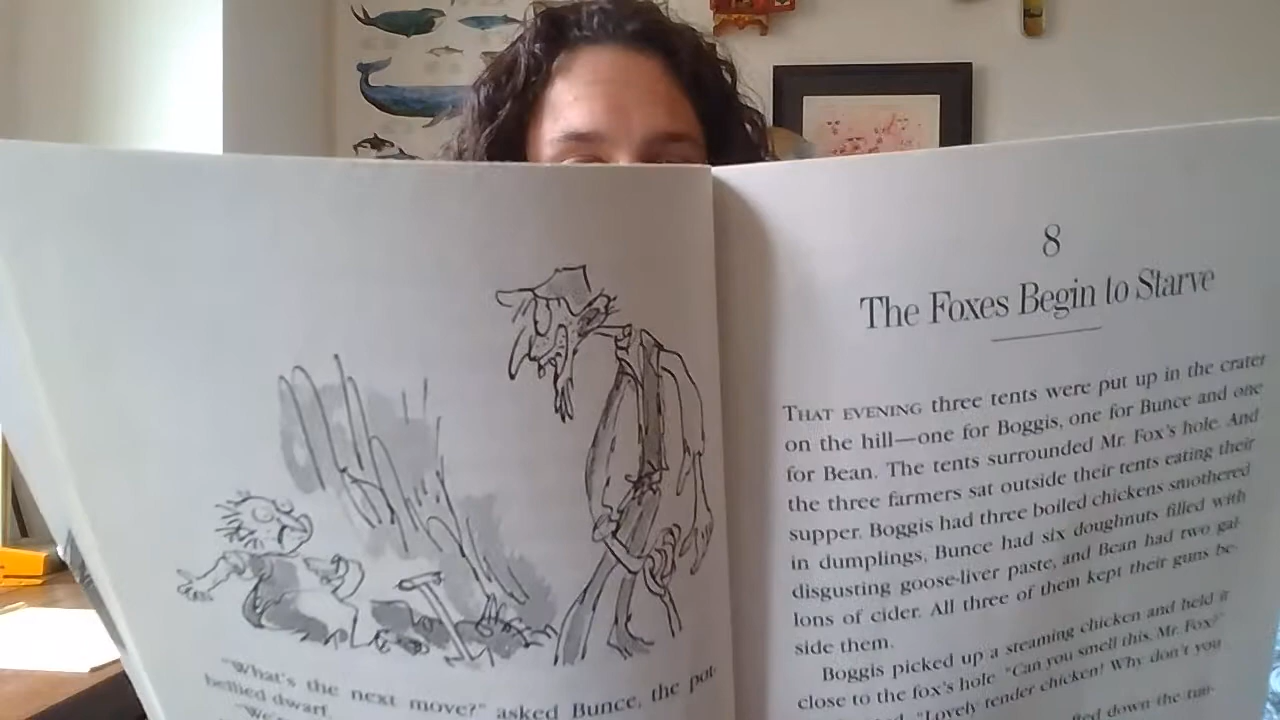 "What's the next move?" asked Bunce, the pot-
bellied dwarf.
"We'
8
The Foxes Begin to Starve
THAT EVENING three tents were put up in the crater
on the hill—one for Boggis, one for Bunce and one
for Bean. The tents surrounded Mr. Fox's hole. And
the three farmers sat outside their tents eating their
supper. Boggis had three boiled chickens smothered
in dumplings, Bunce had six doughnuts filled with
disgusting goose-liver paste, and Bean had two gal-
lons of cider. All three of them kept their guns be-
side them.
Boggis picked up a steaming chicken and held it
close to the fox's hole. "Can you smell this, Mr. Fox?"
"Lovely tender chicken! Why don't you
down the tun-